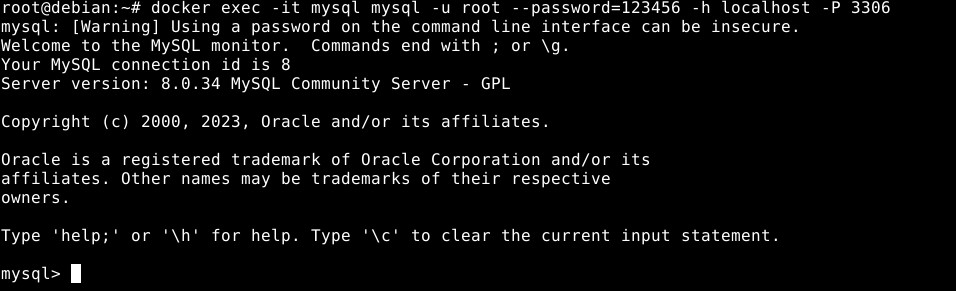 root@debian:~# docker exec -it mysql mysql -u root --password=123456 -h localhost -P 3306
mysql: [Warning] Using a password on the command line interface can be insecure.
Welcome to the MySQL monitor.  Commands end with ; or \g.
Your MySQL connection id is 8
Server version: 8.0.34 MySQL Community Server - GPL
Copyright (c) 2000, 2023, Oracle and/or its affiliates.
Oracle is a registered trademark of Oracle Corporation and/or its
affiliates. Other names may be trademarks of their respective
owners.
Type 'help;' or '\h' for help. Type '\c' to clear the current input statement.
mysql>